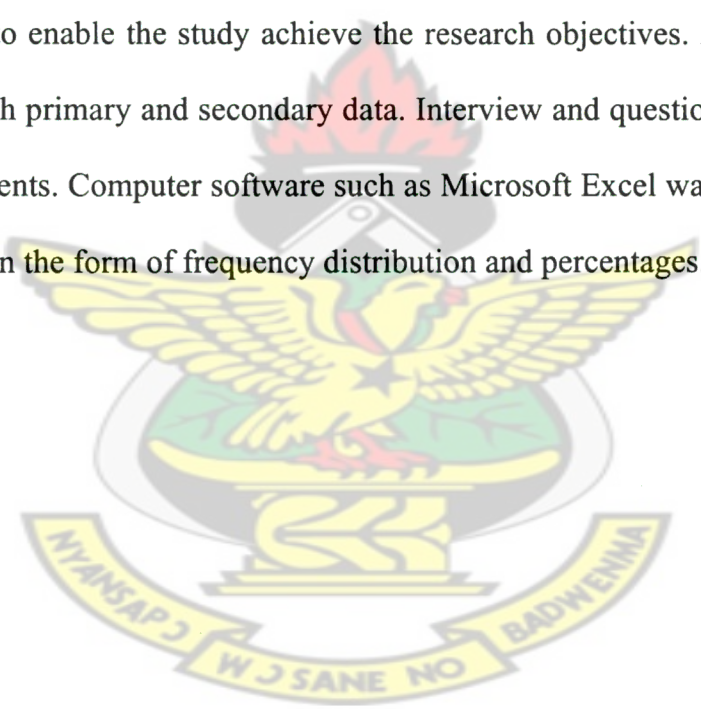 o enable the study achieve the research objectives.
h primary and secondary data. Interview and questio
ents. Computer software such as Microsoft Excel wa
n the form of frequency distribution and percentages
NYANSAPƆ WƆSANE NO BADWENMA